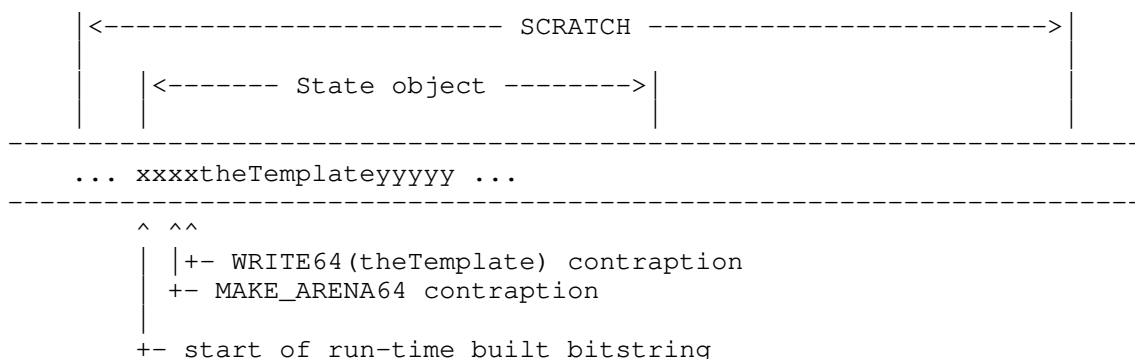 |<------------------------- SCRATCH ------------------------->|
|                                                             |
|   |<------- State object -------->|                         |
|   |                               |                         |
-----------------------------------------------------------------------
... xxxxtheTemplateyyyyy ...
-----------------------------------------------------------------------
^ ^^
| |+- WRITE64(theTemplate) contraption
| +- MAKE_ARENA64 contraption
|
+- start of run-time built bitstring